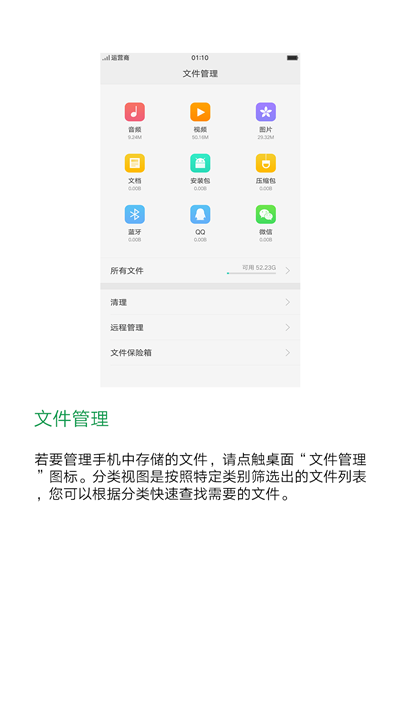 运营商 01:10
文件管理
音频 视频 图片
9.24M 50.16M 29.32M
文档 安装包 压缩包
0.00B 0.00B 0.00B
蓝牙 QQ 微信
0.00B 0.00B 0.00B
所有文件 可用 52.23G
清理
远程管理
文件保险箱
文件管理
若要管理手机中存储的文件，请点触桌面“文件管理
”图标。分类视图是按照特定类别筛选出的文件列表
，您可以根据分类快速查找需要的文件。